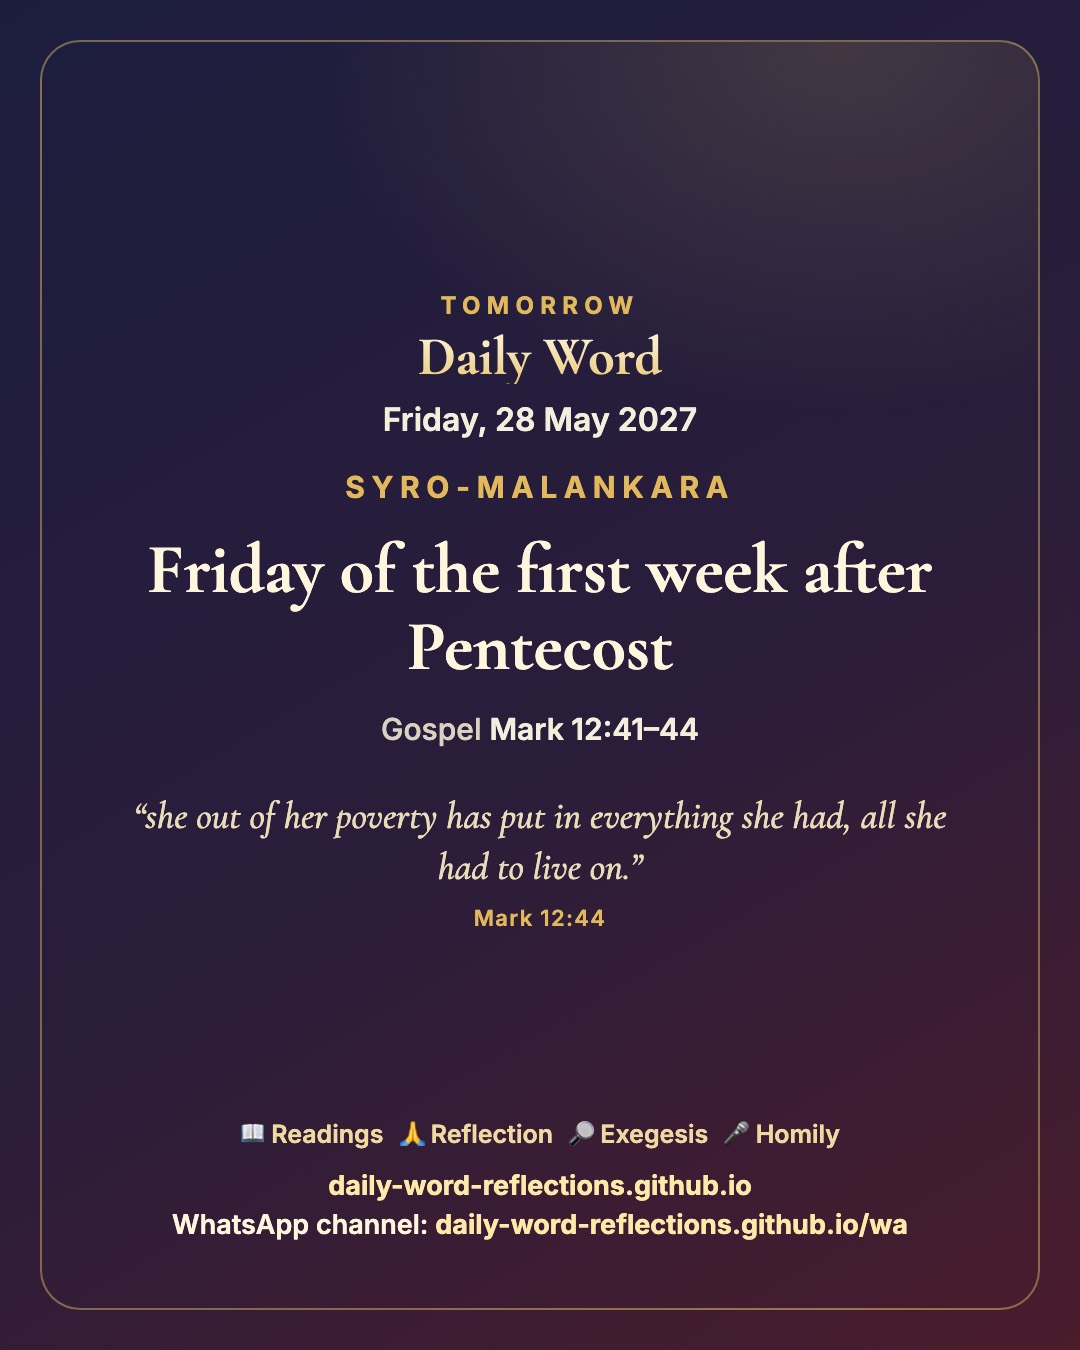 TOMORROW
Daily Word
Friday, 28 May 2027
SYRO-MALANKARA
Friday of the first week after
Pentecost
Gospel Mark 12:41–44
“she out of her poverty has put in everything she had, all she
had to live on.”
Mark 12:44
📖 Readings 🙏 Reflection 🔎 Exegesis 🎤 Homily
daily-word-reflections.github.io
WhatsApp channel: daily-word-reflections.github.io/wa